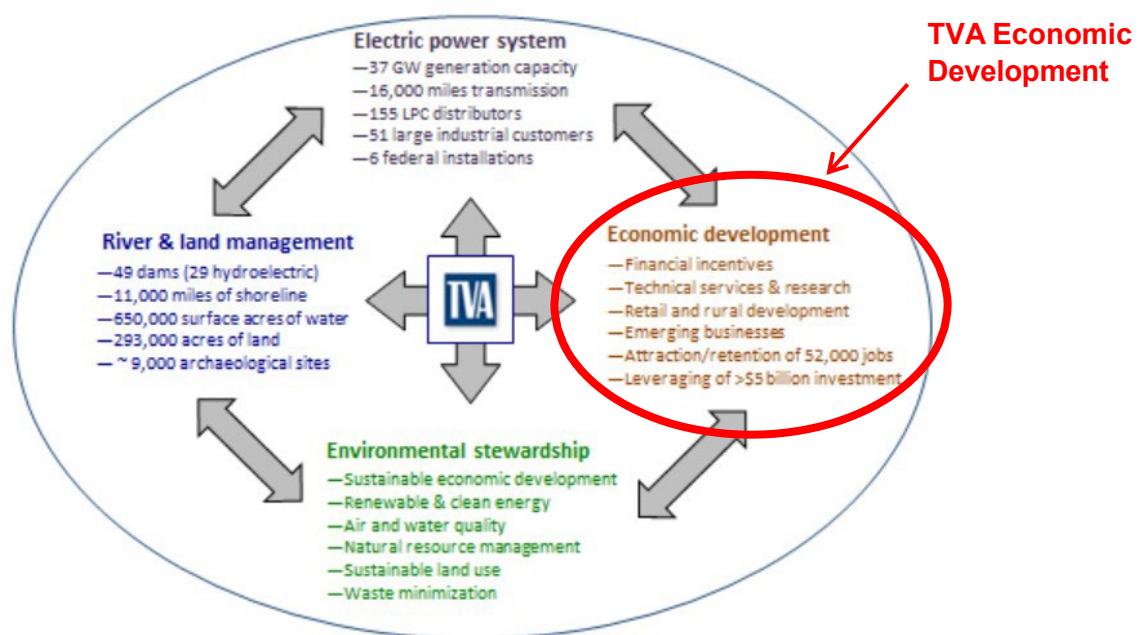 TVA Economic
Development
Electric power system
—37 GW generation capacity
—16,000 miles transmission
—155 LPC distributors
—51 large industrial customers
—6 federal installations
River & land management
—49 dams (29 hydroelectric)
—11,000 miles of shoreline
—650,000 surface acres of water
—293,000 acres of land
— ~ 9,000 archaeological sites
TVA
Economic development
—Financial incentives
—Technical services & research
—Retail and rural development
—Emerging businesses
—Attraction/retention of 52,000 jobs
—Leveraging of >$5 billion investment
Environmental stewardship
—Sustainable economic development
—Renewable & clean energy
—Air and water quality
—Natural resource management
—Sustainable land use
—Waste minimization